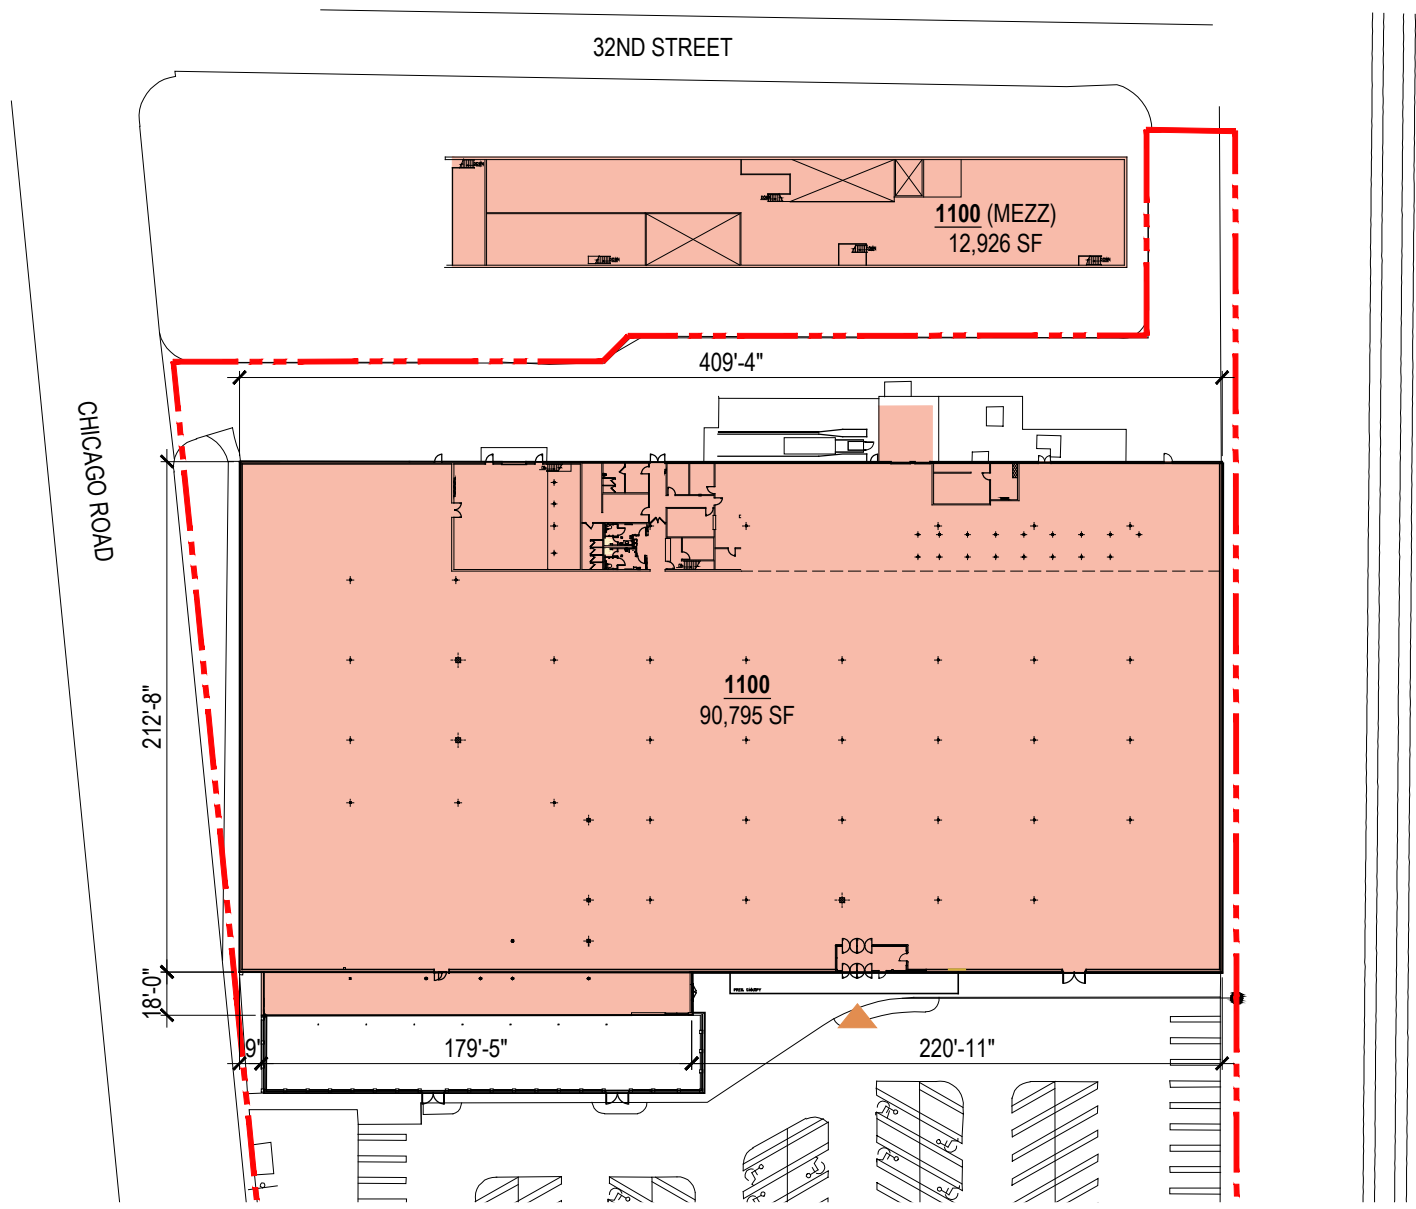 32ND STREET
1100 (MEZZ)
12,926 SF
409'-4"
CHICAGO ROAD
212'-8"
1100
90,795 SF
18'-0"
9'
179'-5"
220'-11"